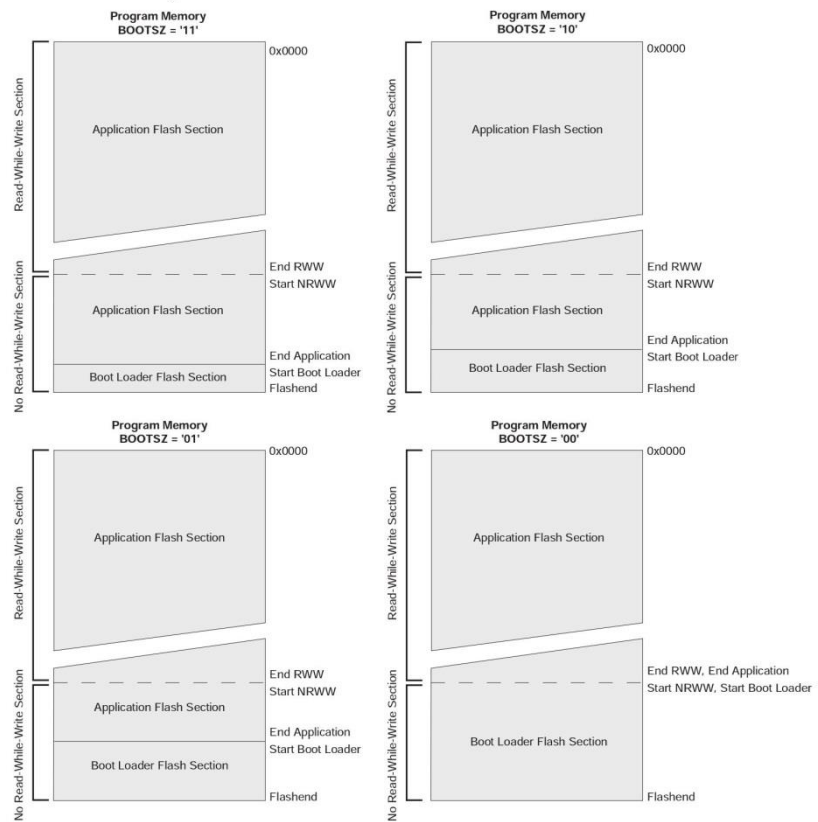 Program Memory
BOOTSZ = '11'
0x0000
Read-While-Write Section
Application Flash Section
End RWW
Start NRWW
No Read-While-Write Section
Application Flash Section
End Application
Start Boot Loader
Boot Loader Flash Section
Flashend
Program Memory
BOOTSZ = '10'
0x0000
Read-While-Write Section
Application Flash Section
End RWW
Start NRWW
No Read-While-Write Section
Application Flash Section
End Application
Start Boot Loader
Boot Loader Flash Section
Flashend
Program Memory
BOOTSZ = '01'
0x0000
Read-While-Write Section
Application Flash Section
End RWW
Start NRWW
No Read-While-Write Section
Application Flash Section
End Application
Start Boot Loader
Boot Loader Flash Section
Flashend
Program Memory
BOOTSZ = '00'
0x0000
Read-While-Write Section
Application Flash Section
End RWW, End Application
Start NRWW, Start Boot Loader
No Read-While-Write Section
Boot Loader Flash Section
Flashend